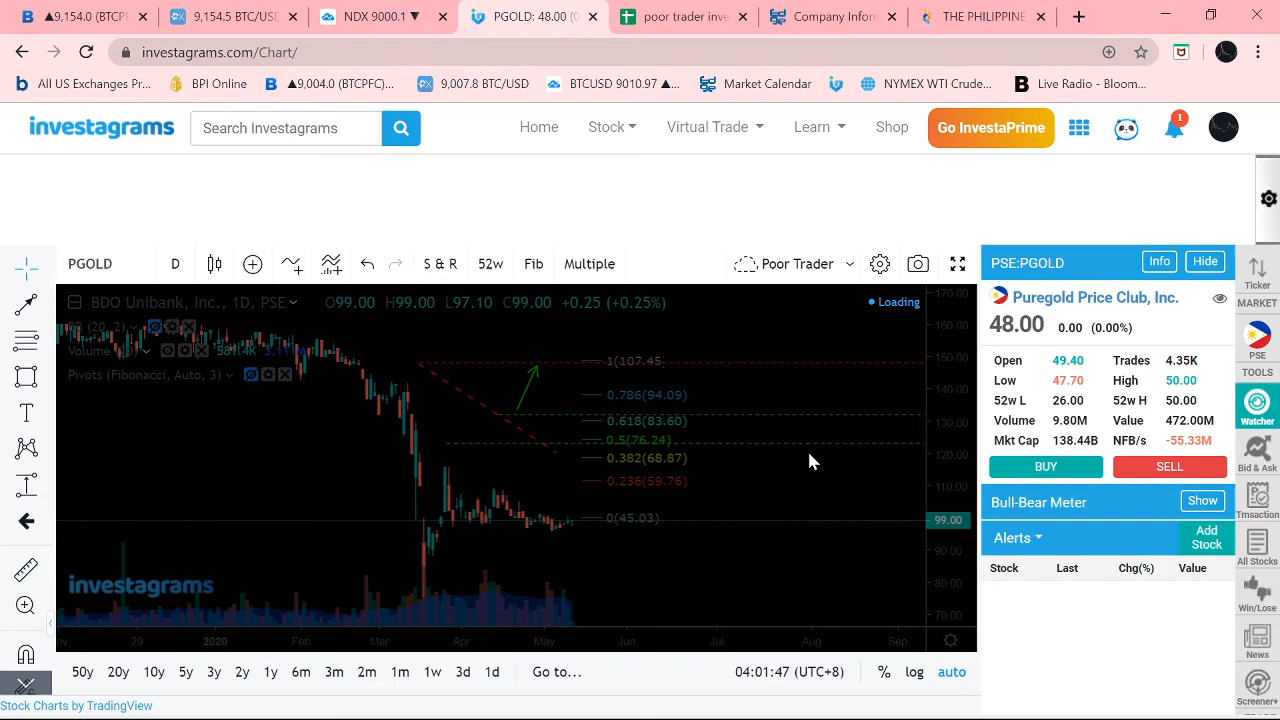 ▲9,154.0 (BTCPF
9,154.5 BTC/USD
NDX 9000.1 ▼
PGOLD: 48.00 (0
poor trader inve
Company Infom
THE PHILIPPINE
investagrams.com/Chart/
All US Exchanges Pr...
BPI Online
▲9,004.0 (BTCPFC)...
9,007.8 BTC/USD
BTCUSD 9010.97 ▲...
Market Calendar
NYMEX WTI Crude...
Live Radio - Bloom...
investagrams
Search Investagrams
Home
Stock
Virtual Trade
Learn
Shop
Go InvestaPrime
1
PGOLD
D
S & R
52w
Fib
Multiple
Poor Trader
BDO Unibank, Inc., 1D, PSE
O99.00 H99.00 L97.10 C99.00 +0.25 (+0.25%)
Loading
Pivots (Fibonacci, Auto, 3)
1(107.45)
0.786(94.09)
0.618(83.60)
0.5(76.24)
0.382(68.87)
0.236(59.76)
0(45.03)
170.00
160.00
150.00
140.00
130.00
120.00
110.00
99.00
90.00
80.00
70.00
investagrams
29
2020
Feb
Mar
Apr
May
Jun
Jul
Aug
Sep
50y 20y 10y 5y 3y 2y 1y 6m 3m 2m 1m 1w 3d 1d
Go to...
04:01:47 (UTC+8)
% log auto
Stock Charts by TradingView
PSE:PGOLD
Info
Hide
Puregold Price Club, Inc.
48.00 0.00 (0.00%)
Open 49.40 Trades 4.35K
Low 47.70 High 50.00
52w L 26.00 52w H 50.00
Volume 9.80M Value 472.00M
Mkt Cap 138.44B NFB/s -55.33M
BUY
SELL
Bull-Bear Meter
Show
Alerts
Add Stock
Stock Last Chg(%) Value
Ticker
MARKET
PSE
TOOLS
Watcher
Bid & Ask
Trnsaction
All Stocks
Win/Lose
News
Screener+